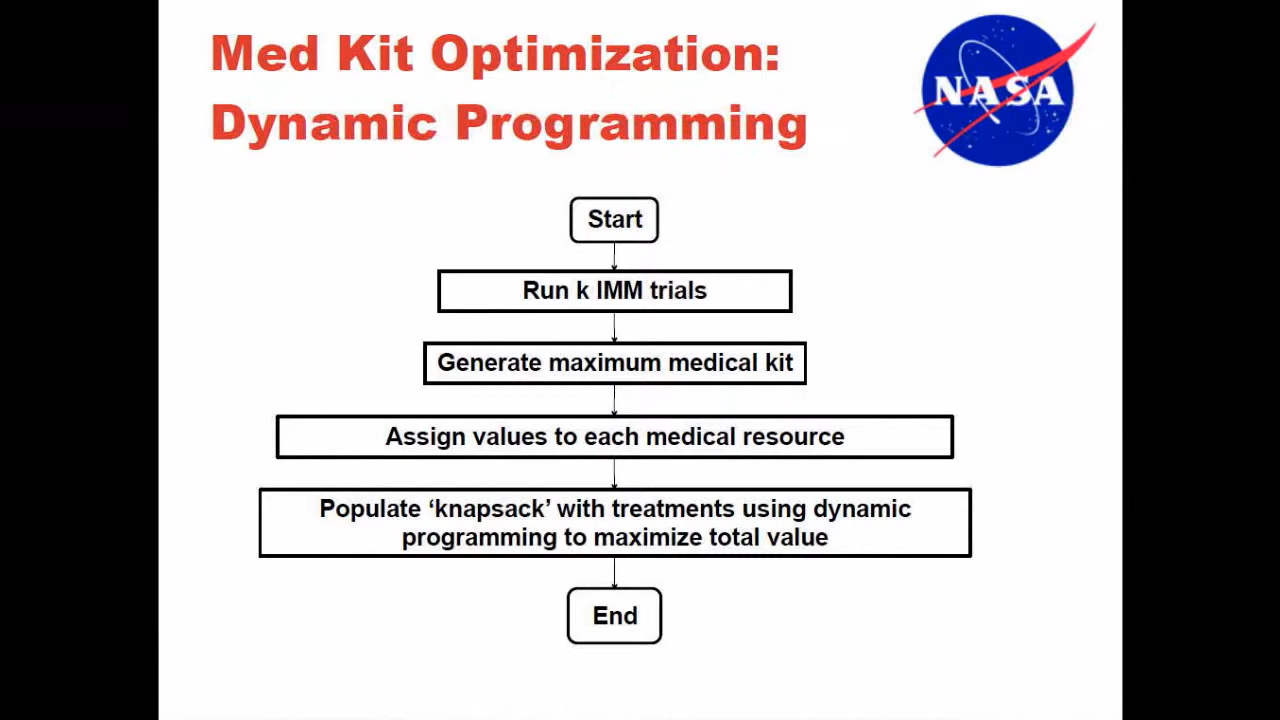 Med Kit Optimization:
Dynamic Programming
NASA
Start
Run k IMM trials
Generate maximum medical kit
Assign values to each medical resource
Populate ‘knapsack’ with treatments using dynamic
programming to maximize total value
End